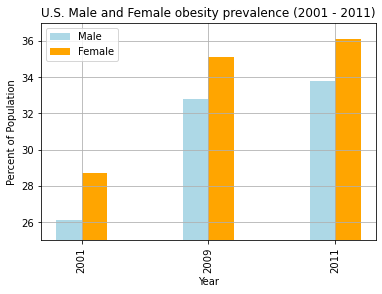 U.S. Male and Female obesity prevalence (2001 - 2011)
Male
Female
Percent of Population
36
34
32
30
28
26
2001
2009
2011
Year